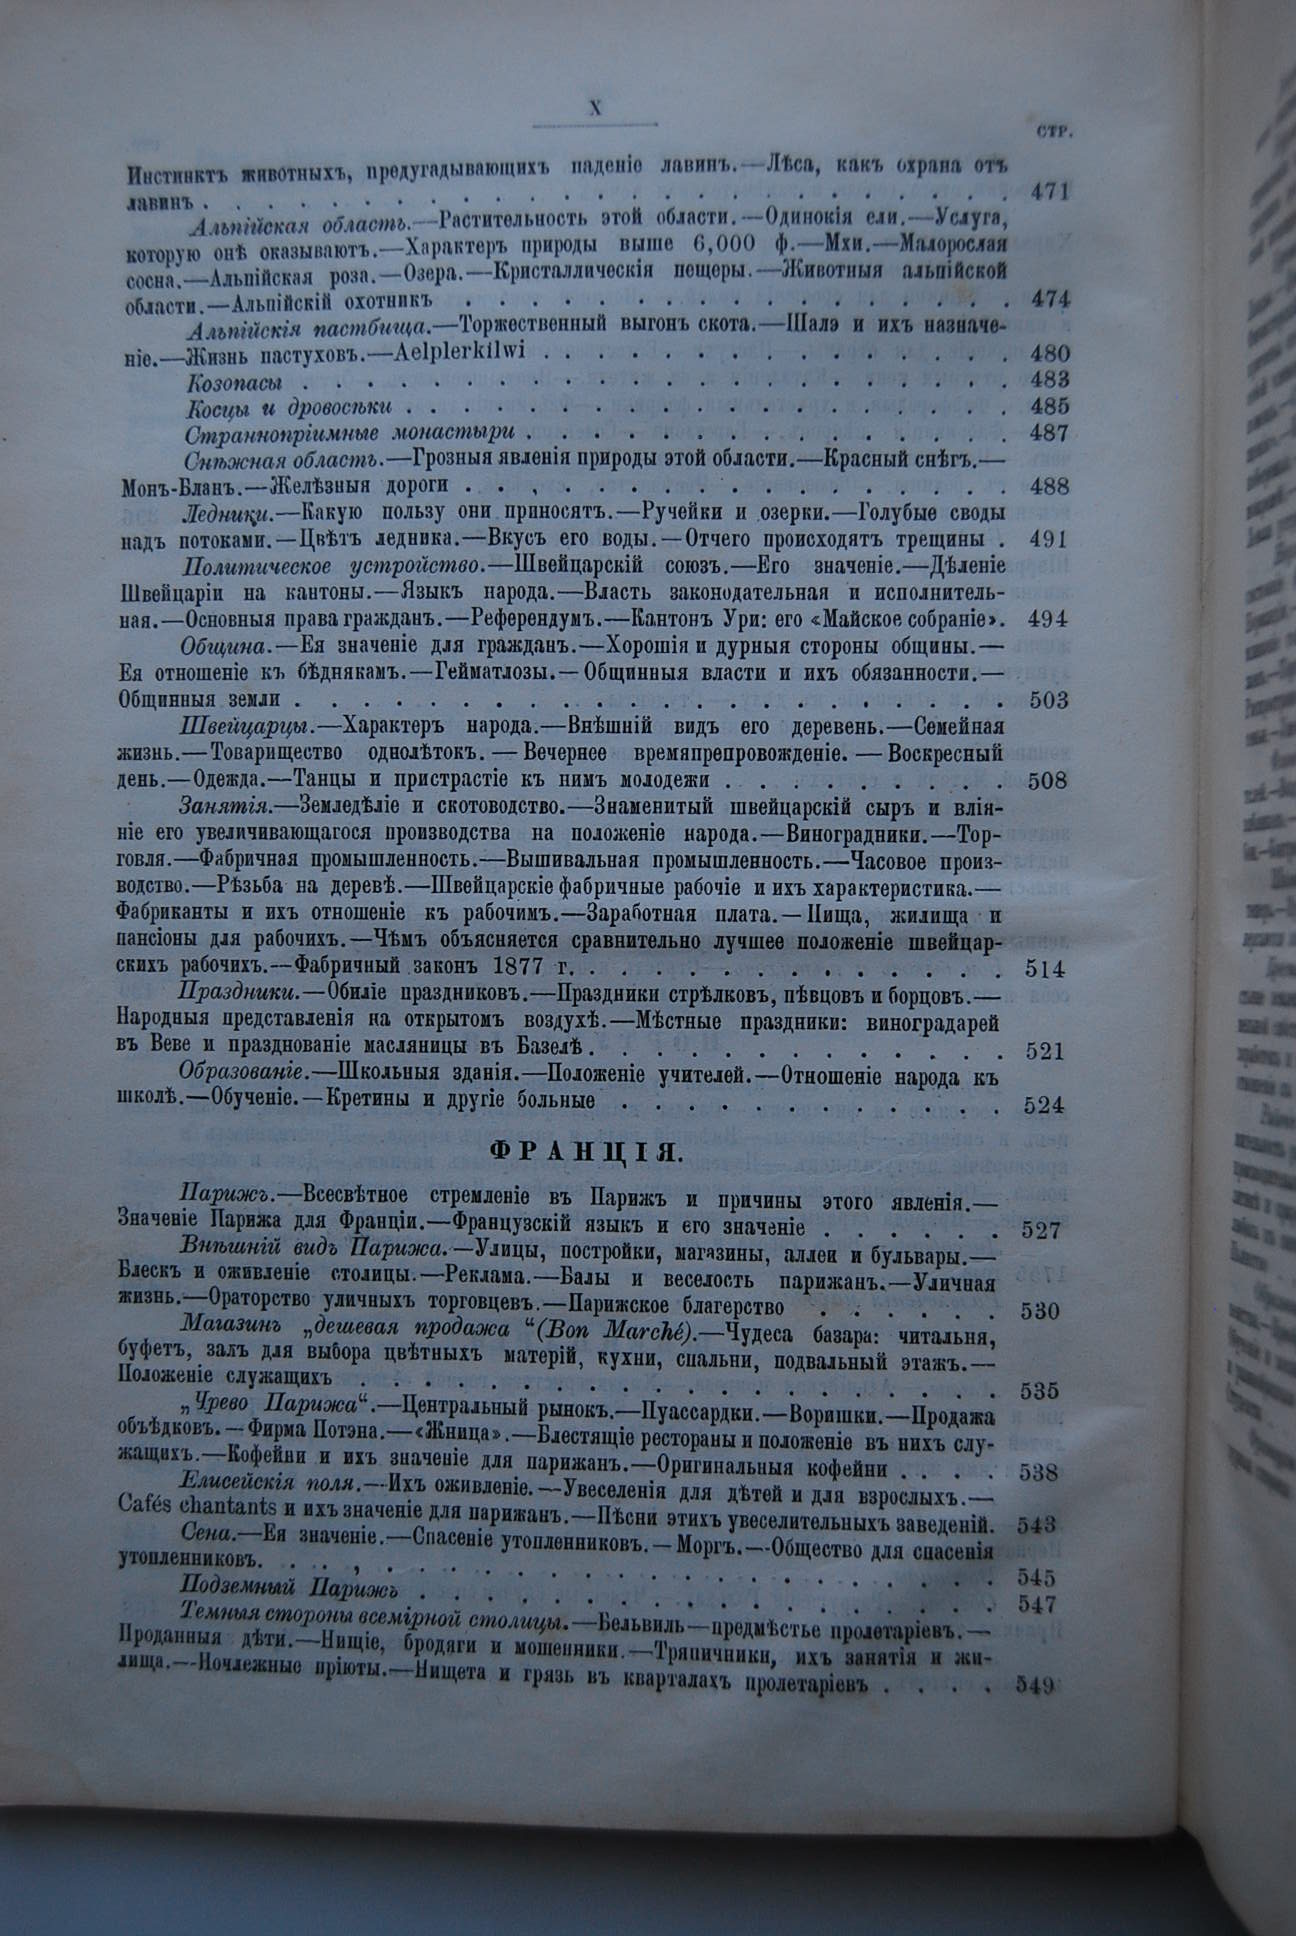 X
СТР.
Инстинктъ животныхъ, предугадывающихъ паденіе лавинъ.—Лѣса, какъ охрана отъ
лавинъ . . . . . . . . . . . . . . . . . . . . . . . 471
Альпійская область.—Растительность этой области.—Одинокія ели.—Услуга,
которую онѣ оказываютъ.—Характеръ природы выше 6,000 ф.—Мхи.—Малорослая
сосна.—Альпійская роза.—Озера.—Кристаллическія пещеры.—Животныя альпійской
области.—Альпійскій охотникъ . . . . . . . . . . . . . . . 474
Альпійскія пастбища.—Торжественный выгонъ скота.—Шалэ и ихъ назначе-
ніе.—Жизнь пастуховъ.—Aelplerkilwi . . . . . . . . . . . . . 480
Козопасы . . . . . . . . . . . . . . . . . . . . . 483
Косцы и дровосѣки . . . . . . . . . . . . . . . . . . 485
Страннопріимные монастыри . . . . . . . . . . . . . . 487
Снѣжная область.—Грозныя явленія природы этой области.—Красный снѣгъ.—
Монъ-Бланъ.—Желѣзныя дороги . . . . . . . . . . . . . . . 488
Ледники.—Какую пользу они приносятъ.—Ручейки и озерки.—Голубые своды
надъ потоками.—Цвѣтъ ледника.—Вкусъ его воды.—Отчего происходятъ трещины . 491
Политическое устройство.—Швейцарскій союзъ.—Его значеніе.—Дѣленіе
Швейцаріи на кантоны.—Языкъ народа.—Власть законодательная и исполнитель-
ная.—Основныя права гражданъ.—Референдумъ.—Кантонъ Ури: его «Майское собраніе». 494
Община.—Ея значеніе для гражданъ.—Хорошія и дурныя стороны общины.—
Ея отношеніе къ бѣднякамъ.—Гейматлозы.—Общинныя власти и ихъ обязанности.—
Общинныя земли . . . . . . . . . . . . . . . . . . . . 503
Швейцарцы.—Характеръ народа.—Внѣшній видъ его деревень.—Семейная
жизнь.—Товарищество однолѣтокъ.—Вечернее времяпрепровожденіе.—Воскресный
день.—Одежда.—Танцы и пристрастіе къ нимъ молодежи . . . . . . . . 508
Занятія.—Земледѣліе и скотоводство.—Знаменитый швейцарскій сыръ и влія-
ніе его увеличивающагося производства на положеніе народа.—Виноградники.—Тор-
говля.—Фабричная промышленность.—Вышивальная промышленность.—Часовое произ-
водство.—Рѣзьба на деревѣ.—Швейцарскіе фабричные рабочіе и ихъ характеристика.—
Фабриканты и ихъ отношеніе къ рабочимъ.—Заработная плата.—Пища, жилища и
пансіоны для рабочихъ.—Чѣмъ объясняется сравнительно лучшее положеніе швейцар-
скихъ рабочихъ.—Фабричный законъ 1877 г. . . . . . . . . . . . . 514
Праздники.—Обиліе праздниковъ.—Праздники стрѣлковъ, пѣвцовъ и борцовъ.—
Народныя представленія на открытомъ воздухѣ.—Мѣстные праздники: виноградарей
въ Веве и празднованіе масляницы въ Базелѣ . . . . . . . . . . . . 521
Образованіе.—Школьныя зданія.—Положеніе учителей.—Отношеніе народа къ
школѣ.—Обученіе.—Кретины и другіе больные . . . . . . . . . . . 524
ФРАНЦІЯ.
Парижъ.—Всесвѣтное стремленіе въ Парижъ и причины этого явленія.—
Значеніе Парижа для Франціи.—Французскій языкъ и его значеніе . . . . . . 527
Внѣшній видъ Парижа.—Улицы, постройки, магазины, аллеи и бульвары.—
Блескъ и оживленіе столицы.—Реклама.—Балы и веселость парижанъ.—Уличная
жизнь.—Ораторство уличныхъ торговцевъ.—Парижское благерство . . . . . . 530
Магазинъ „дешевая продажа“ (Bon Marché).—Чудеса базара: читальня,
буфетъ, залъ для выбора цвѣтныхъ матерій, кухни, спальни, подвальный этажъ.—
Положеніе служащихъ . . . . . . . . . . . . . . . . . . . 535
„Чрево Парижа“.—Центральный рынокъ.—Пуассардки.—Воришки.—Продажа
объѣдковъ.—Фирма Потэна.—«Жница».—Блестящіе рестораны и положеніе въ нихъ слу-
жащихъ.—Кофейни и ихъ значеніе для парижанъ.—Оригинальныя кофейни . . . . 538
Елисейскія поля.—Ихъ оживленіе.—Увеселенія для дѣтей и для взрослыхъ.—
Cafés chantants и ихъ значеніе для парижанъ.—Пѣсни этихъ увеселительныхъ заведеній. 543
Сена.—Ея значеніе.—Спасеніе утопленниковъ.—Моргъ.—Общество для спасенія
утопленниковъ. . . . . . . . . . . . . . . . . . . . . . 545
Подземный Парижъ . . . . . . . . . . . . . . . . . . . 547
Темныя стороны всемірной столицы.—Бельвиль—предмѣстье пролетаріевъ.—
Проданныя дѣти.—Нищіе, бродяги и мошенники.—Тряпичники, ихъ занятія и жи-
лища.—Ночлежные пріюты.—Нищета и грязь въ кварталахъ пролетаріевъ . . . . 549